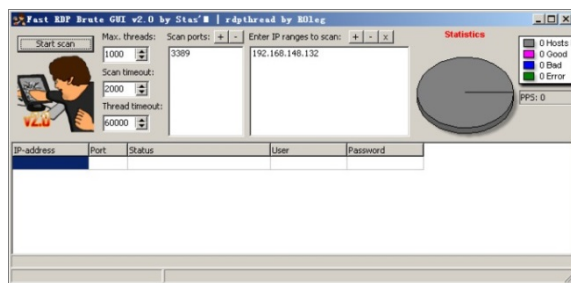 Fast RDP Brute GUI v2.0 by Stas'M | rdpthread by R0leg
Start scan
Max. threads:
1000
Scan timeout:
2000
Thread timeout:
60000
V2.0
Scan ports: + -
3389
Enter IP ranges to scan: + - x
192.168.148.132
Statistics
0 Hosts
0 Good
0 Bad
0 Error
PPS: 0
IP-address Port Status User Password